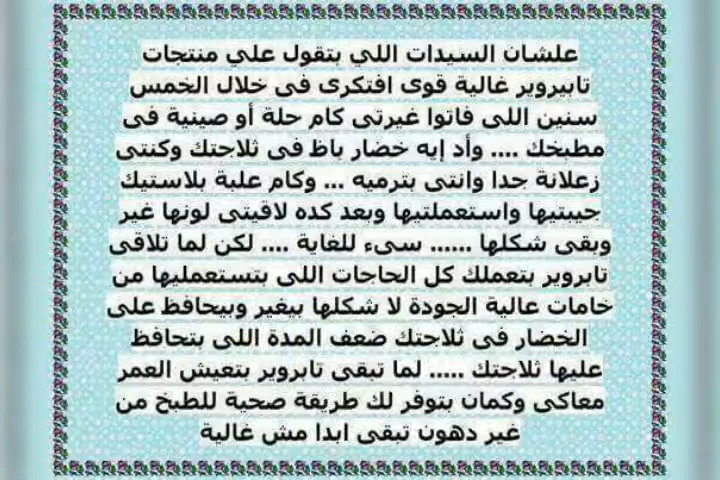 علشان السيدات اللي بتقول علي منتجات
تابيروير غالية قوى افتكرى فى خلال الخمس
سنين اللى فاتوا غيرتى كام حلة أو صينية فى
مطبخك .... وأد إيه خضار باظ فى ثلاجتك وكنتى
زعلانة جدا وانتى بترميه ... وكام علبة بلاستيك
جبتيها واستعملتيها وبعد كده لاقيتى لونها غير
وبقى شكلها ...... سىء للغاية .... لكن لما تلاقى
تابروير بتعملك كل الحاجات اللى بتستعمليها من
خامات عالية الجودة لا شكلها بيغير وبيحافظ على
الخضار فى ثلاجتك ضعف المدة اللى بتحافظ
عليها ثلاجتك ..... لما تبقى تابروير بتعيش العمر
معاكى وكمان بتوفر لك طريقة صحية للطبخ من
غير دهون تبقى ابدا مش غالية